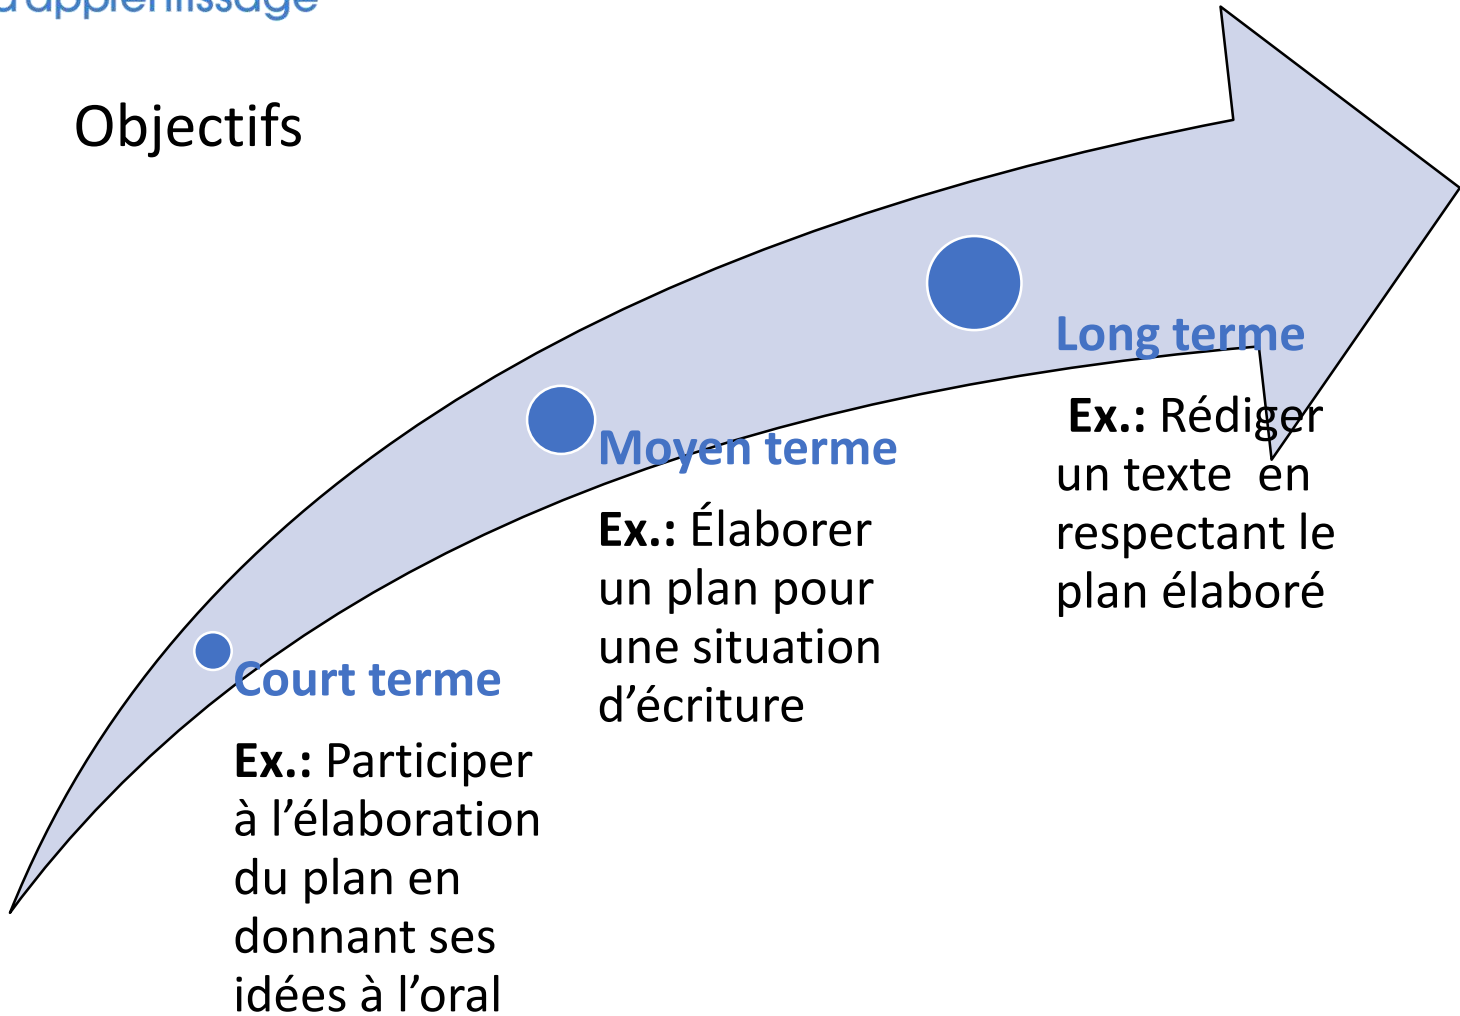 d'apprentissage
Objectifs
Long terme
Ex.: Rédiger
un texte en
respectant le
plan élaboré
Moyen terme
Ex.: Élaborer
un plan pour
une situation
d’écriture
Court terme
Ex.: Participer
à l’élaboration
du plan en
donnant ses
idées à l’oral